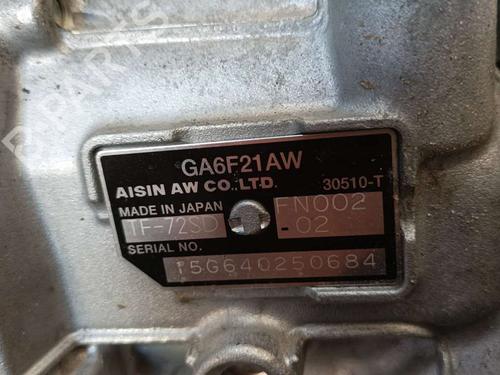 GA6F21AW
AISIN AW CO.,LTD. 30510-T
MADE IN JAPAN FN002
TF-72SD -02
SERIAL NO.
15G640250684